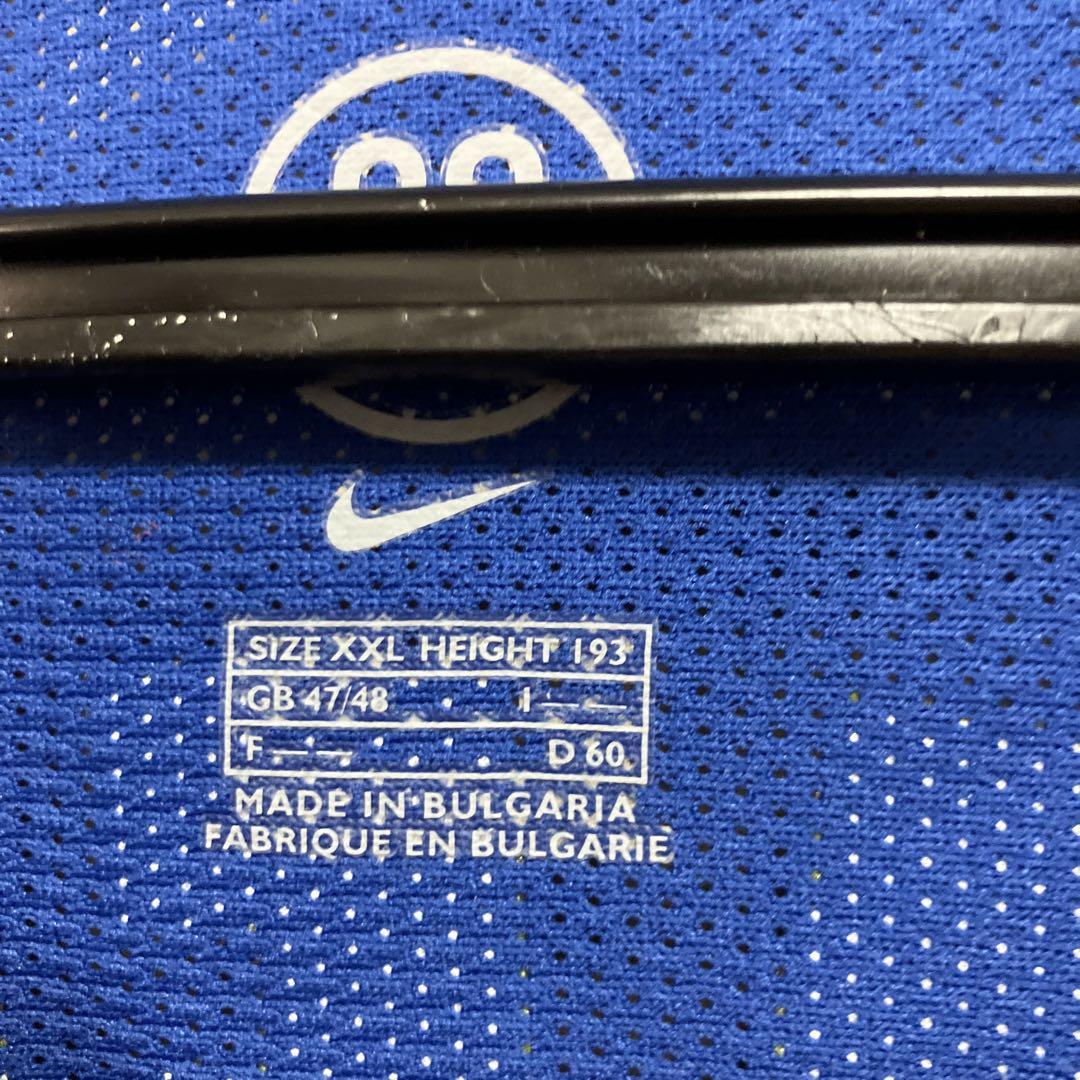 SIZE XXL HEIGHT 193
GB 47/48 I — —
F — — D 60
MADE IN BULGARIA
FABRIQUE EN BULGARIE